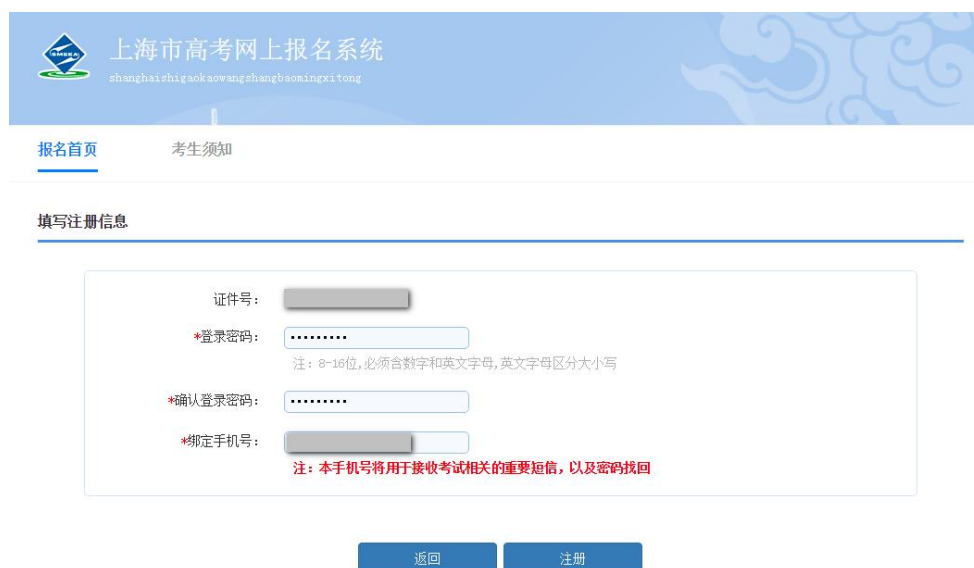 SMEEA
上海市高考网上报名系统
shanghaishigaokaowangshangbaomingxitong
报名首页 考生须知
填写注册信息
证件号：
*登录密码： •••••••••
注：8-16位,必须含数字和英文字母,英文字母区分大小写
*确认登录密码： •••••••••
*绑定手机号：
注：本手机号将用于接收考试相关的重要短信，以及密码找回
返回 注册